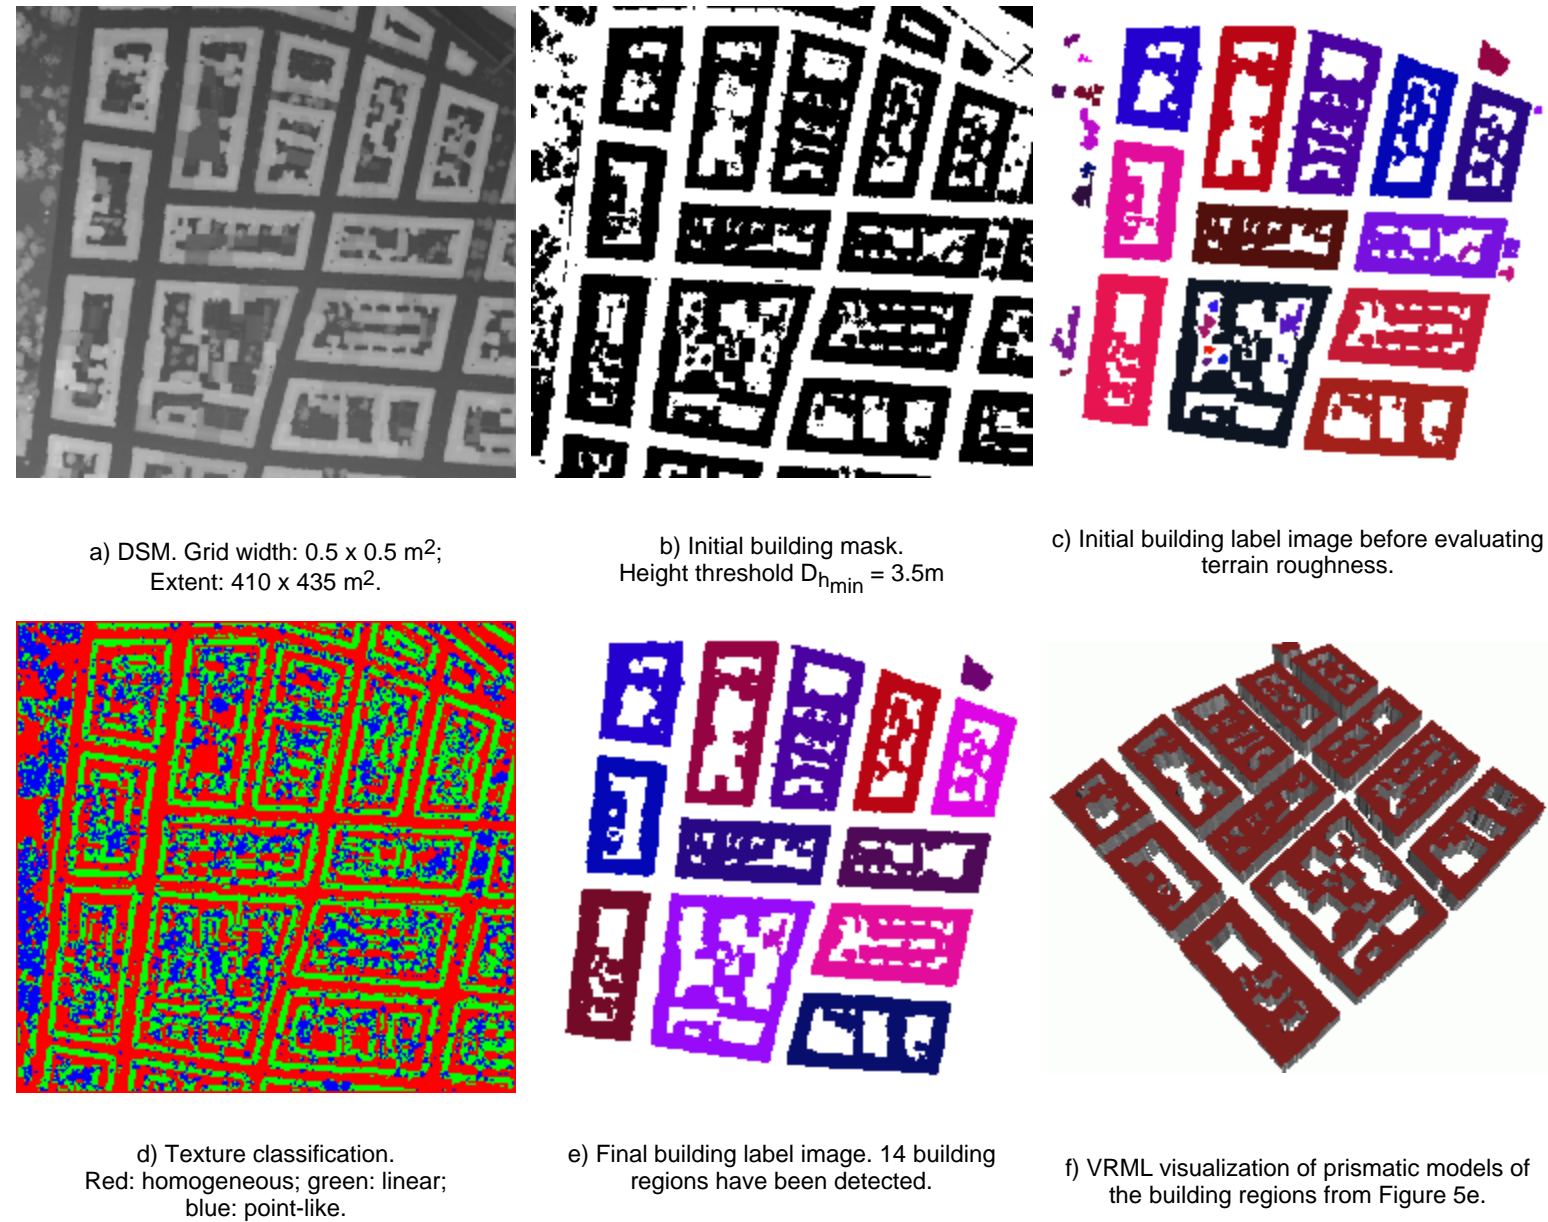 a) DSM. Grid width: 0.5 x 0.5 m2;
Extent: 410 x 435 m2.
b) Initial building mask.
Height threshold Dhmin = 3.5m
c) Initial building label image before evaluating
terrain roughness.
d) Texture classification.
Red: homogeneous; green: linear;
blue: point-like.
e) Final building label image. 14 building
regions have been detected.
f) VRML visualization of prismatic models of
the building regions from Figure 5e.